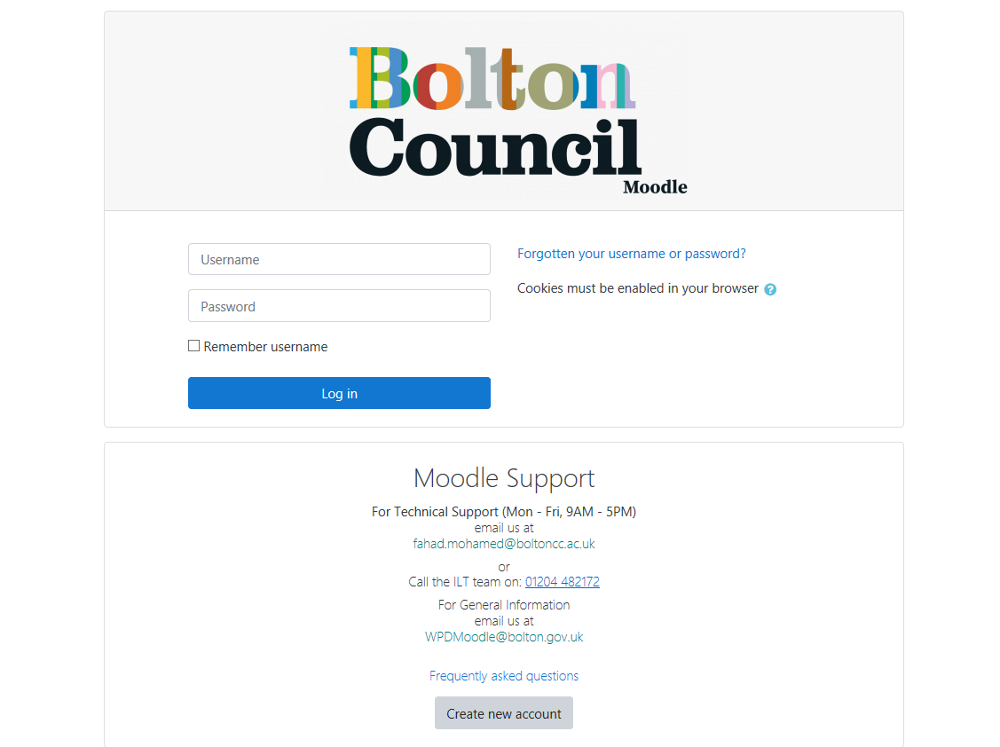 Bolton
Council
Moodle
Username
Forgotten your username or password?
Password
Cookies must be enabled in your browser ?
Remember username
Log in
Moodle Support
For Technical Support (Mon - Fri, 9AM - 5PM)
email us at
fahad.mohamed@boltoncc.ac.uk
or
Call the ILT team on: 01204 482172
For General Information
email us at
WPDMoodle@bolton.gov.uk
Frequently asked questions
Create new account